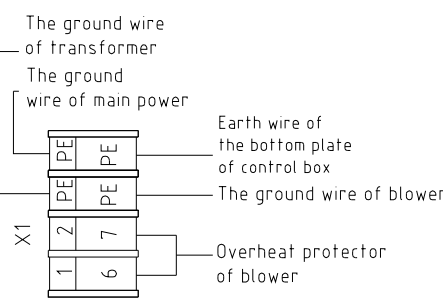 The ground wire
of transformer
The ground
wire of main power
Earth wire of
the bottom plate
of control box
The ground wire of blower
Overheat protector
of blower
X1
PE PE
PE PE
2 7
1 6